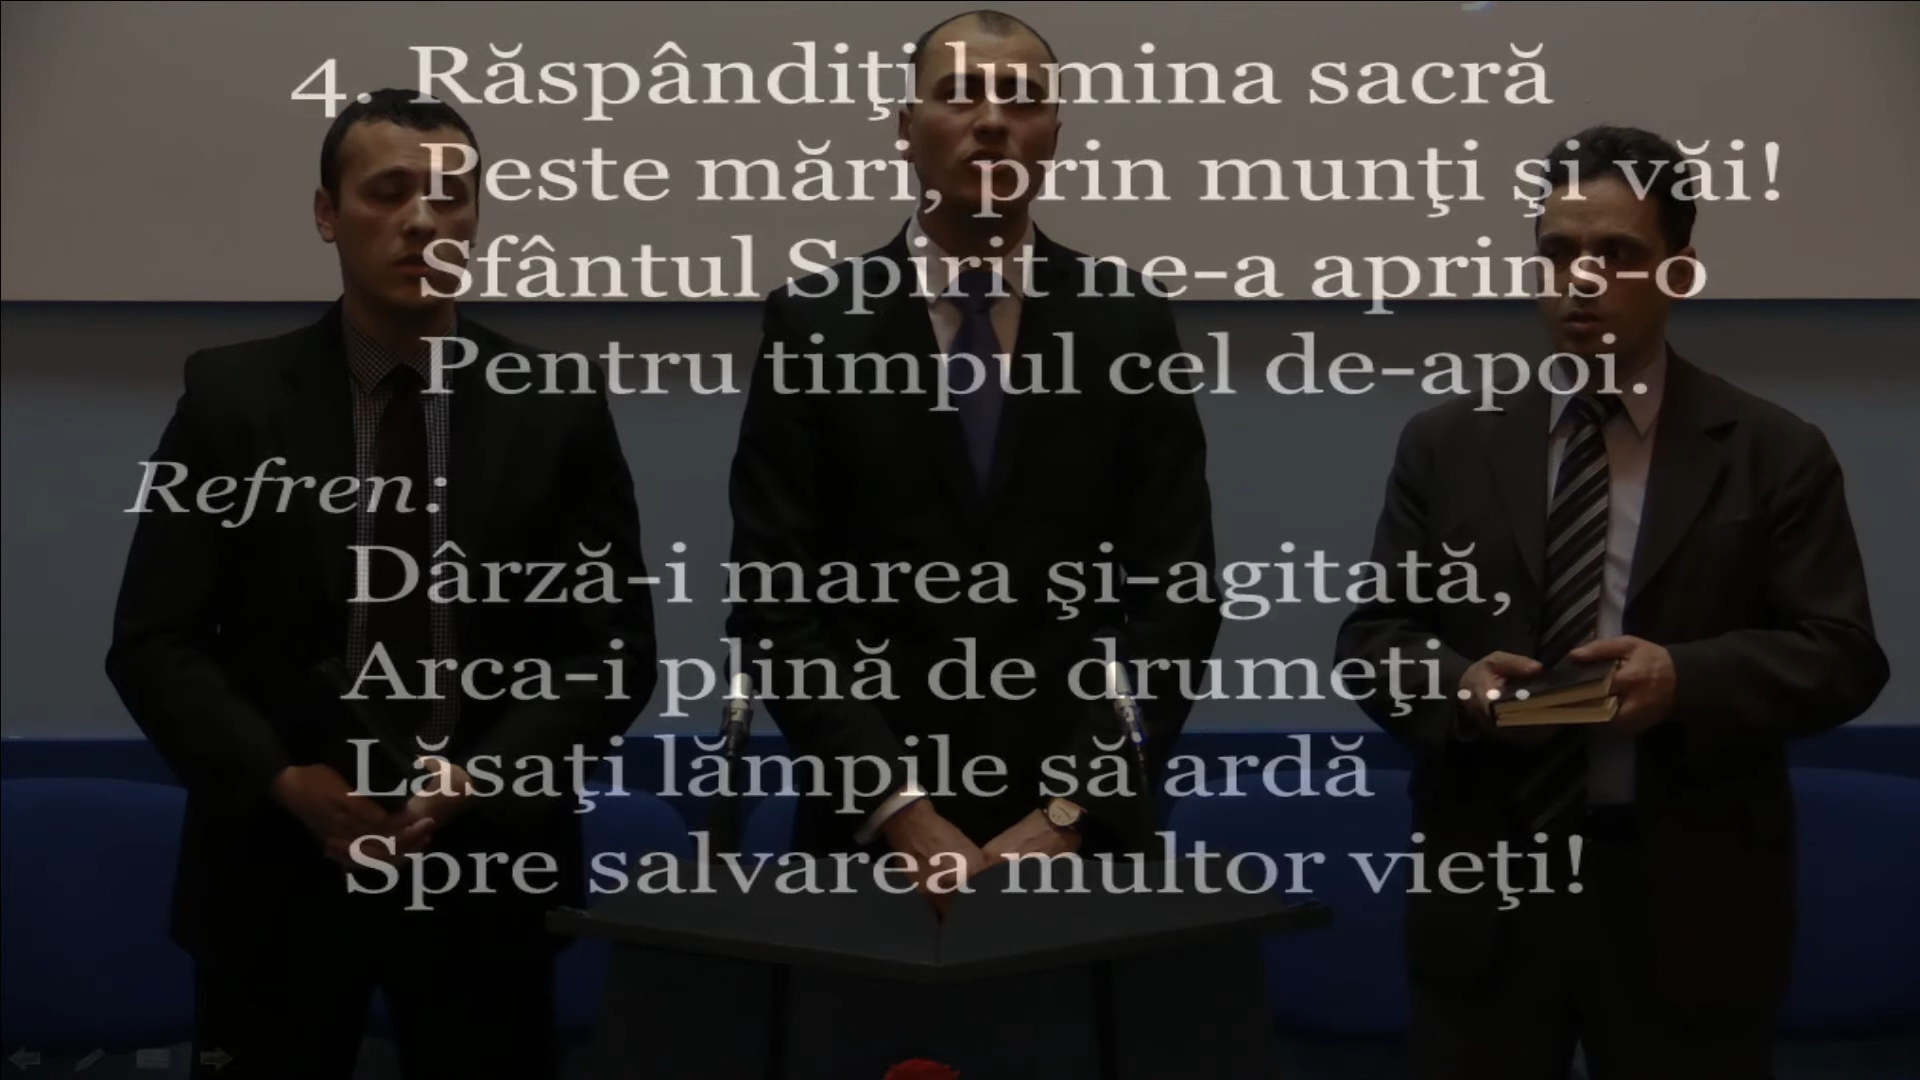 4. Răspândiţi lumina sacră
Peste mări, prin munţi şi văi!
Sfântul Spirit ne-a aprins-o
Pentru timpul cel de-apoi.
Refren:
Dârză-i marea şi-agitată,
Arca-i plină de drumeţi...
Lăsaţi lămpile să ardă
Spre salvarea multor vieţi!